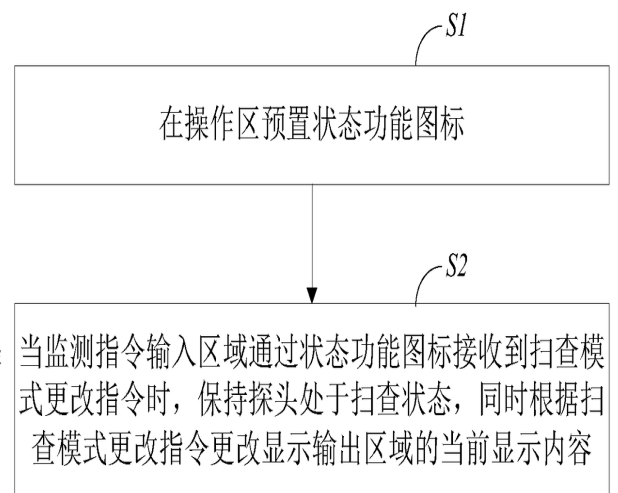 S1
在操作区预置状态功能图标
S2
当监测指令输入区域通过状态功能图标接收到扫查模
式更改指令时，保持探头处于扫查状态，同时根据扫
查模式更改指令更改显示输出区域的当前显示内容